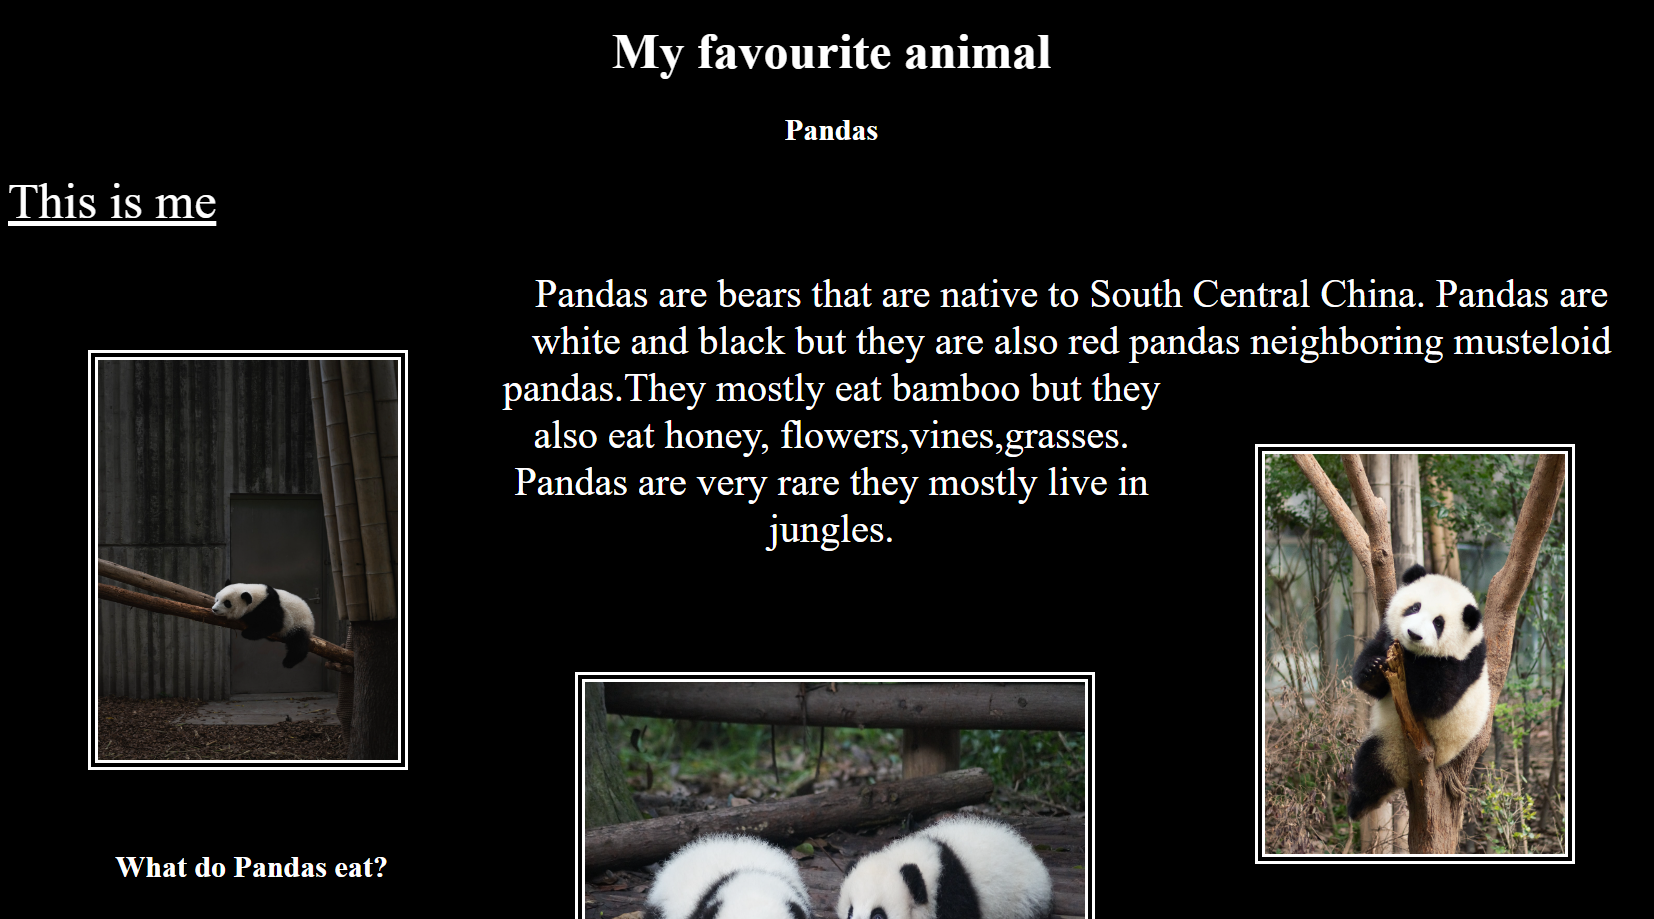 My favourite animal
Pandas
This is me
Pandas are bears that are native to South Central China. Pandas are
white and black but they are also red pandas neighboring musteloid
pandas.They mostly eat bamboo but they
also eat honey, flowers,vines,grasses.
Pandas are very rare they mostly live in
jungles.
What do Pandas eat?